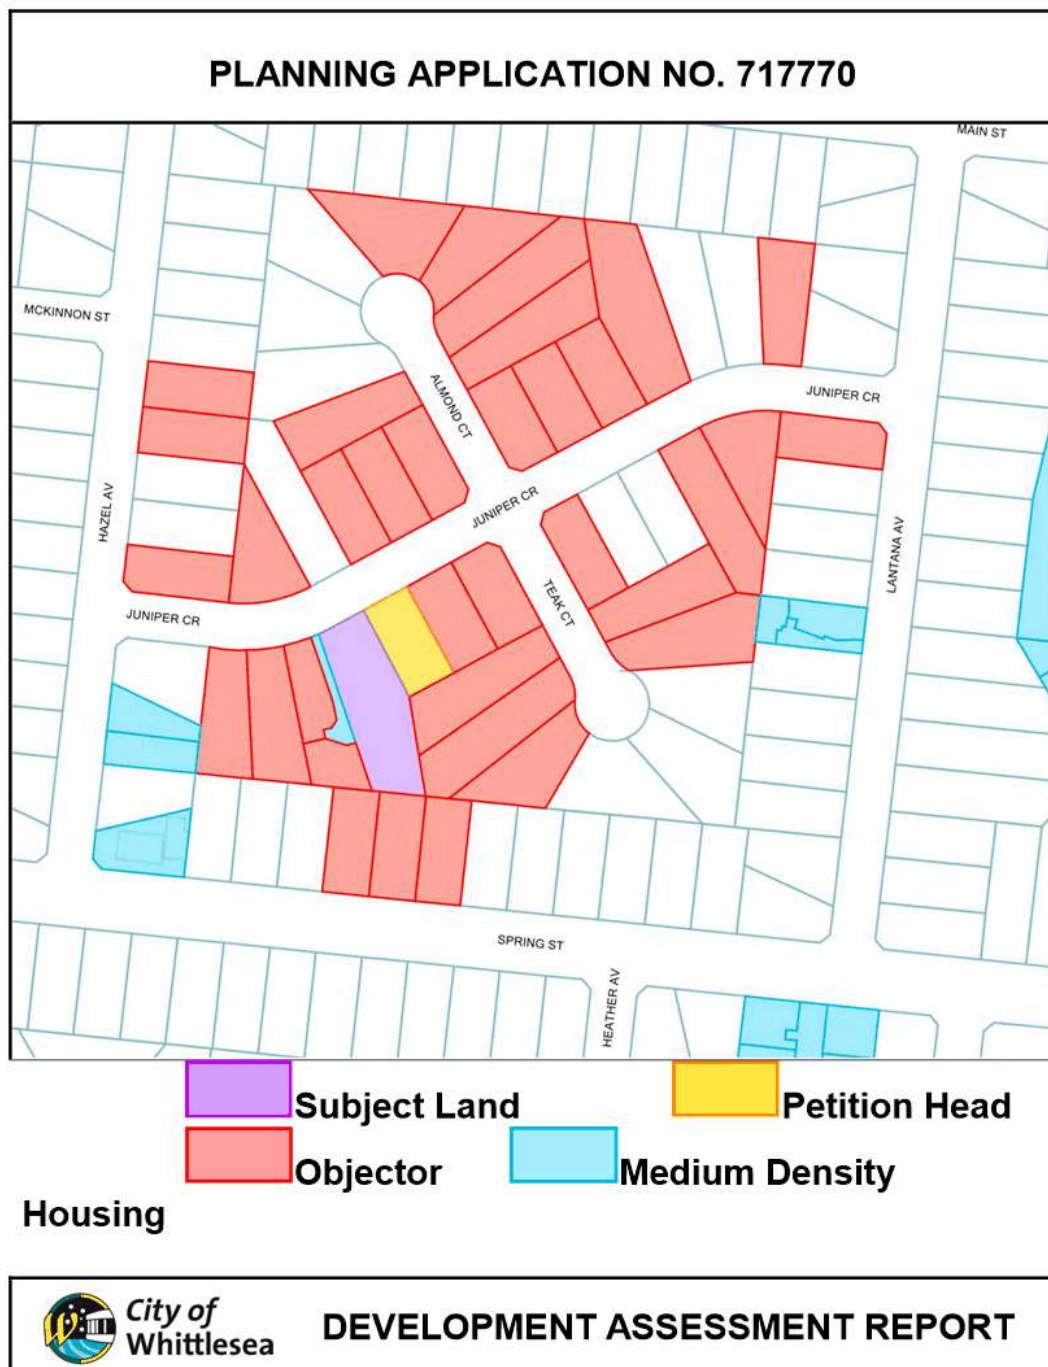 PLANNING APPLICATION NO. 717770
MAIN ST
MCKINNON ST
ALMOND CT
JUNIPER CR
HAZEL AV
JUNIPER CR
LANTANA AV
TEAK CT
JUNIPER CR
SPRING ST
HEATHER AV
Subject Land Petition Head
Objector Medium Density
Housing
City of
Whittlesea
DEVELOPMENT ASSESSMENT REPORT